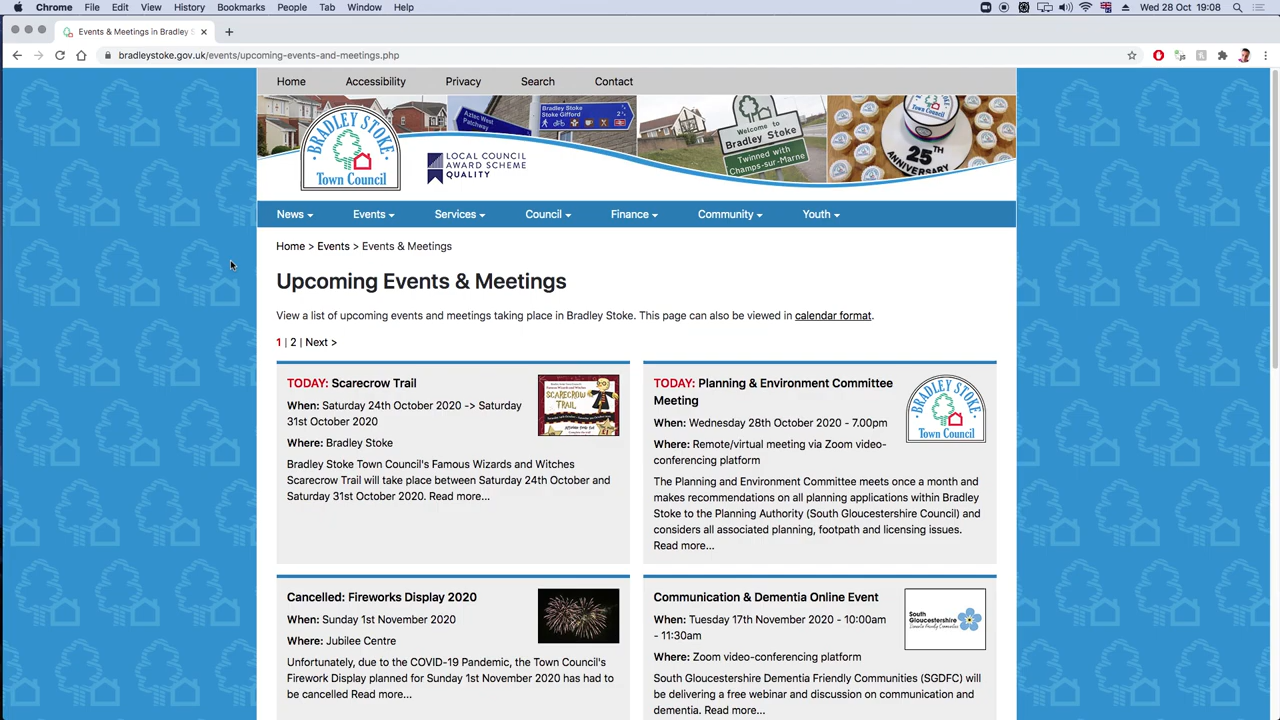 Chrome File Edit View History Bookmarks People Tab Window Help
Wed 28 Oct 19:08
Events & Meetings in Bradley S
bradleystoke.gov.uk/events/upcoming-events-and-meetings.php
Home Accessibility Privacy Search Contact
BRADLEY STOKE
Town Council
LOCAL COUNCIL
AWARD SCHEME
QUALITY
Aztec West
Patchway
Bradley Stoke
Stoke Gifford
Welcome to
Bradley Stoke
Twinned with
Champs-sur-Marne
25TH
ANNIVERSARY
News Events Services Council Finance Community Youth
Home > Events > Events & Meetings
Upcoming Events & Meetings
View a list of upcoming events and meetings taking place in Bradley Stoke. This page can also be viewed in calendar format.
1 | 2 | Next >
TODAY: Scarecrow Trail
When: Saturday 24th October 2020 -> Saturday
31st October 2020
Where: Bradley Stoke
Bradley Stoke Town Council's Famous Wizards and Witches
Scarecrow Trail will take place between Saturday 24th October and
Saturday 31st October 2020. Read more...
SCARECROW
TRAIL
TODAY: Planning & Environment Committee
Meeting
When: Wednesday 28th October 2020 - 7.00pm
Where: Remote/virtual meeting via Zoom video-
conferencing platform
The Planning and Environment Committee meets once a month and
makes recommendations on all planning applications within Bradley
Stoke to the Planning Authority (South Gloucestershire Council) and
considers all associated planning, footpath and licensing issues.
Read more...
BRADLEY STOKE
Town Council
Cancelled: Fireworks Display 2020
When: Sunday 1st November 2020
Where: Jubilee Centre
Unfortunately, due to the COVID-19 Pandemic, the Town Council's
Firework Display planned for Sunday 1st November 2020 has had to
be cancelled Read more...
Communication & Dementia Online Event
When: Tuesday 17th November 2020 - 10:00am
- 11:30am
Where: Zoom video-conferencing platform
South Gloucestershire Dementia Friendly Communities (SGDFC) will
be delivering a free webinar and discussion on communication and
dementia. Read more...
South
Gloucestershire